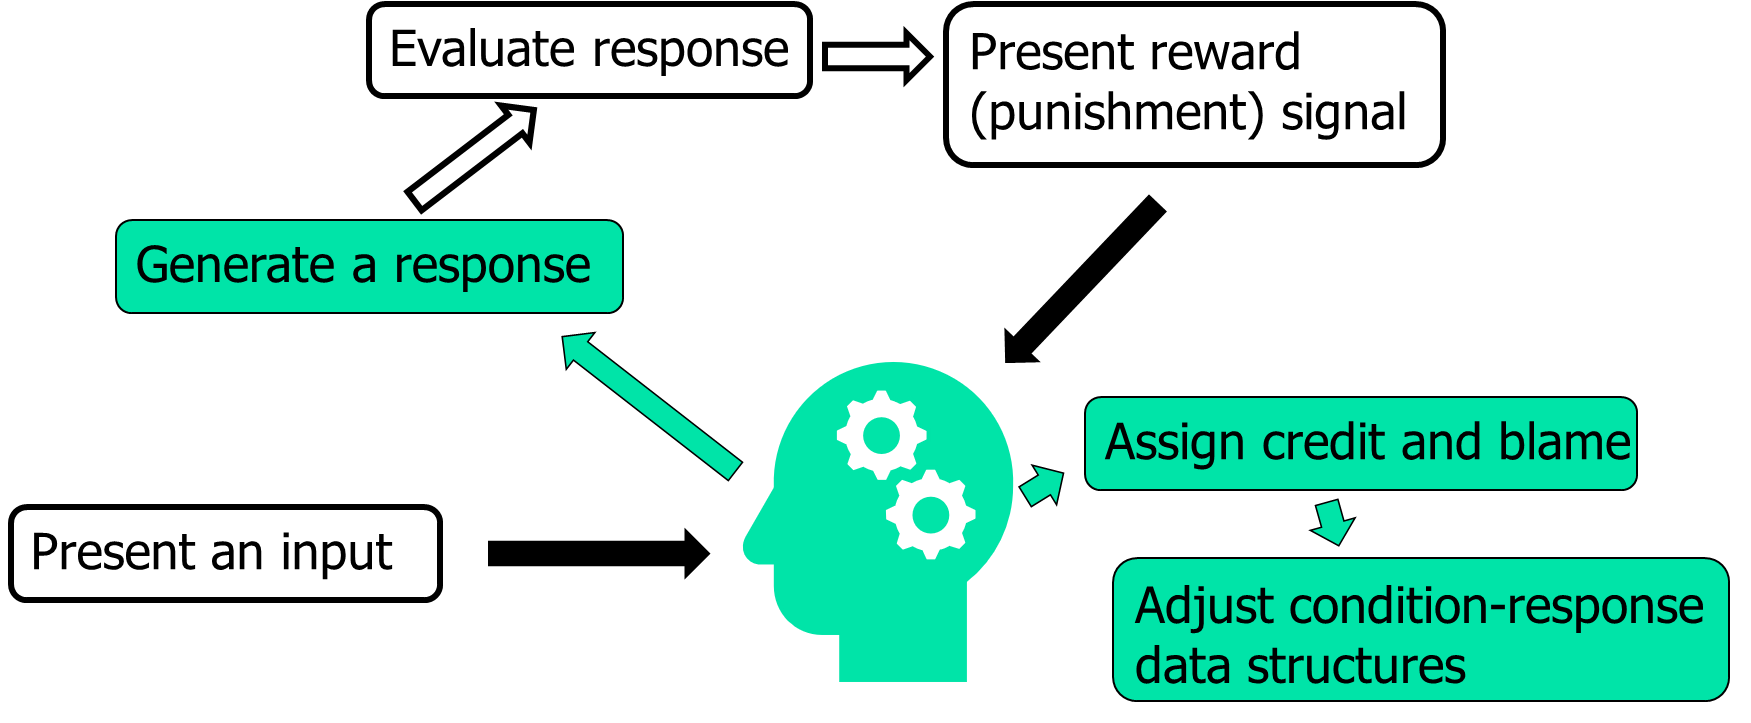 Evaluate response
Present reward
(punishment) signal
Generate a response
Assign credit and blame
Present an input
Adjust condition-response
data structures